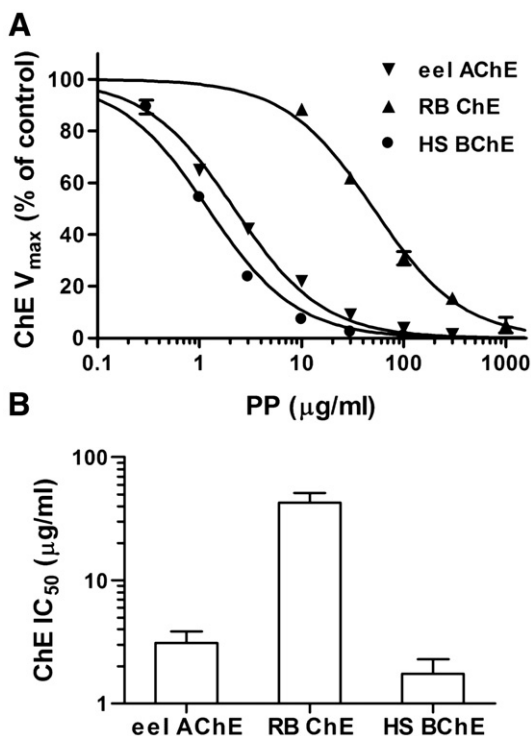 A
ChE Vmax (% of control)
100
80
60
40
20
0
eel AChE
RB ChE
HS BChE
0.1 1 10 100 1000
PP (μg/ml)
B
ChE IC50 (μg/ml)
100
10
1
eel AChE RB ChE HS BChE